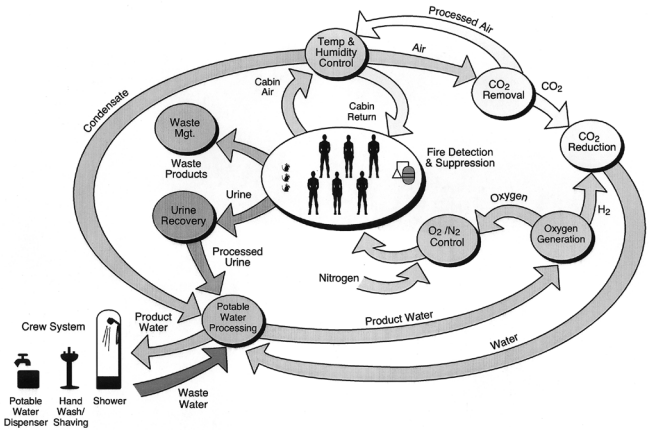 Processed Air
Temp &
Humidity
Control
Air
CO2
Removal
CO2
Condensate
Cabin
Air
Cabin
Return
Waste
Mgt.
Waste
Products
CO2
Reduction
Fire Detection
& Suppression
Urine
Urine
Recovery
Oxygen
H2
O2 /N2
Control
Oxygen
Generation
Processed
Urine
Nitrogen
Potable
Water
Processing
Product Water
Water
Crew System
Product
Water
Waste
Water
Potable
Water
Dispenser
Hand
Wash/
Shaving
Shower